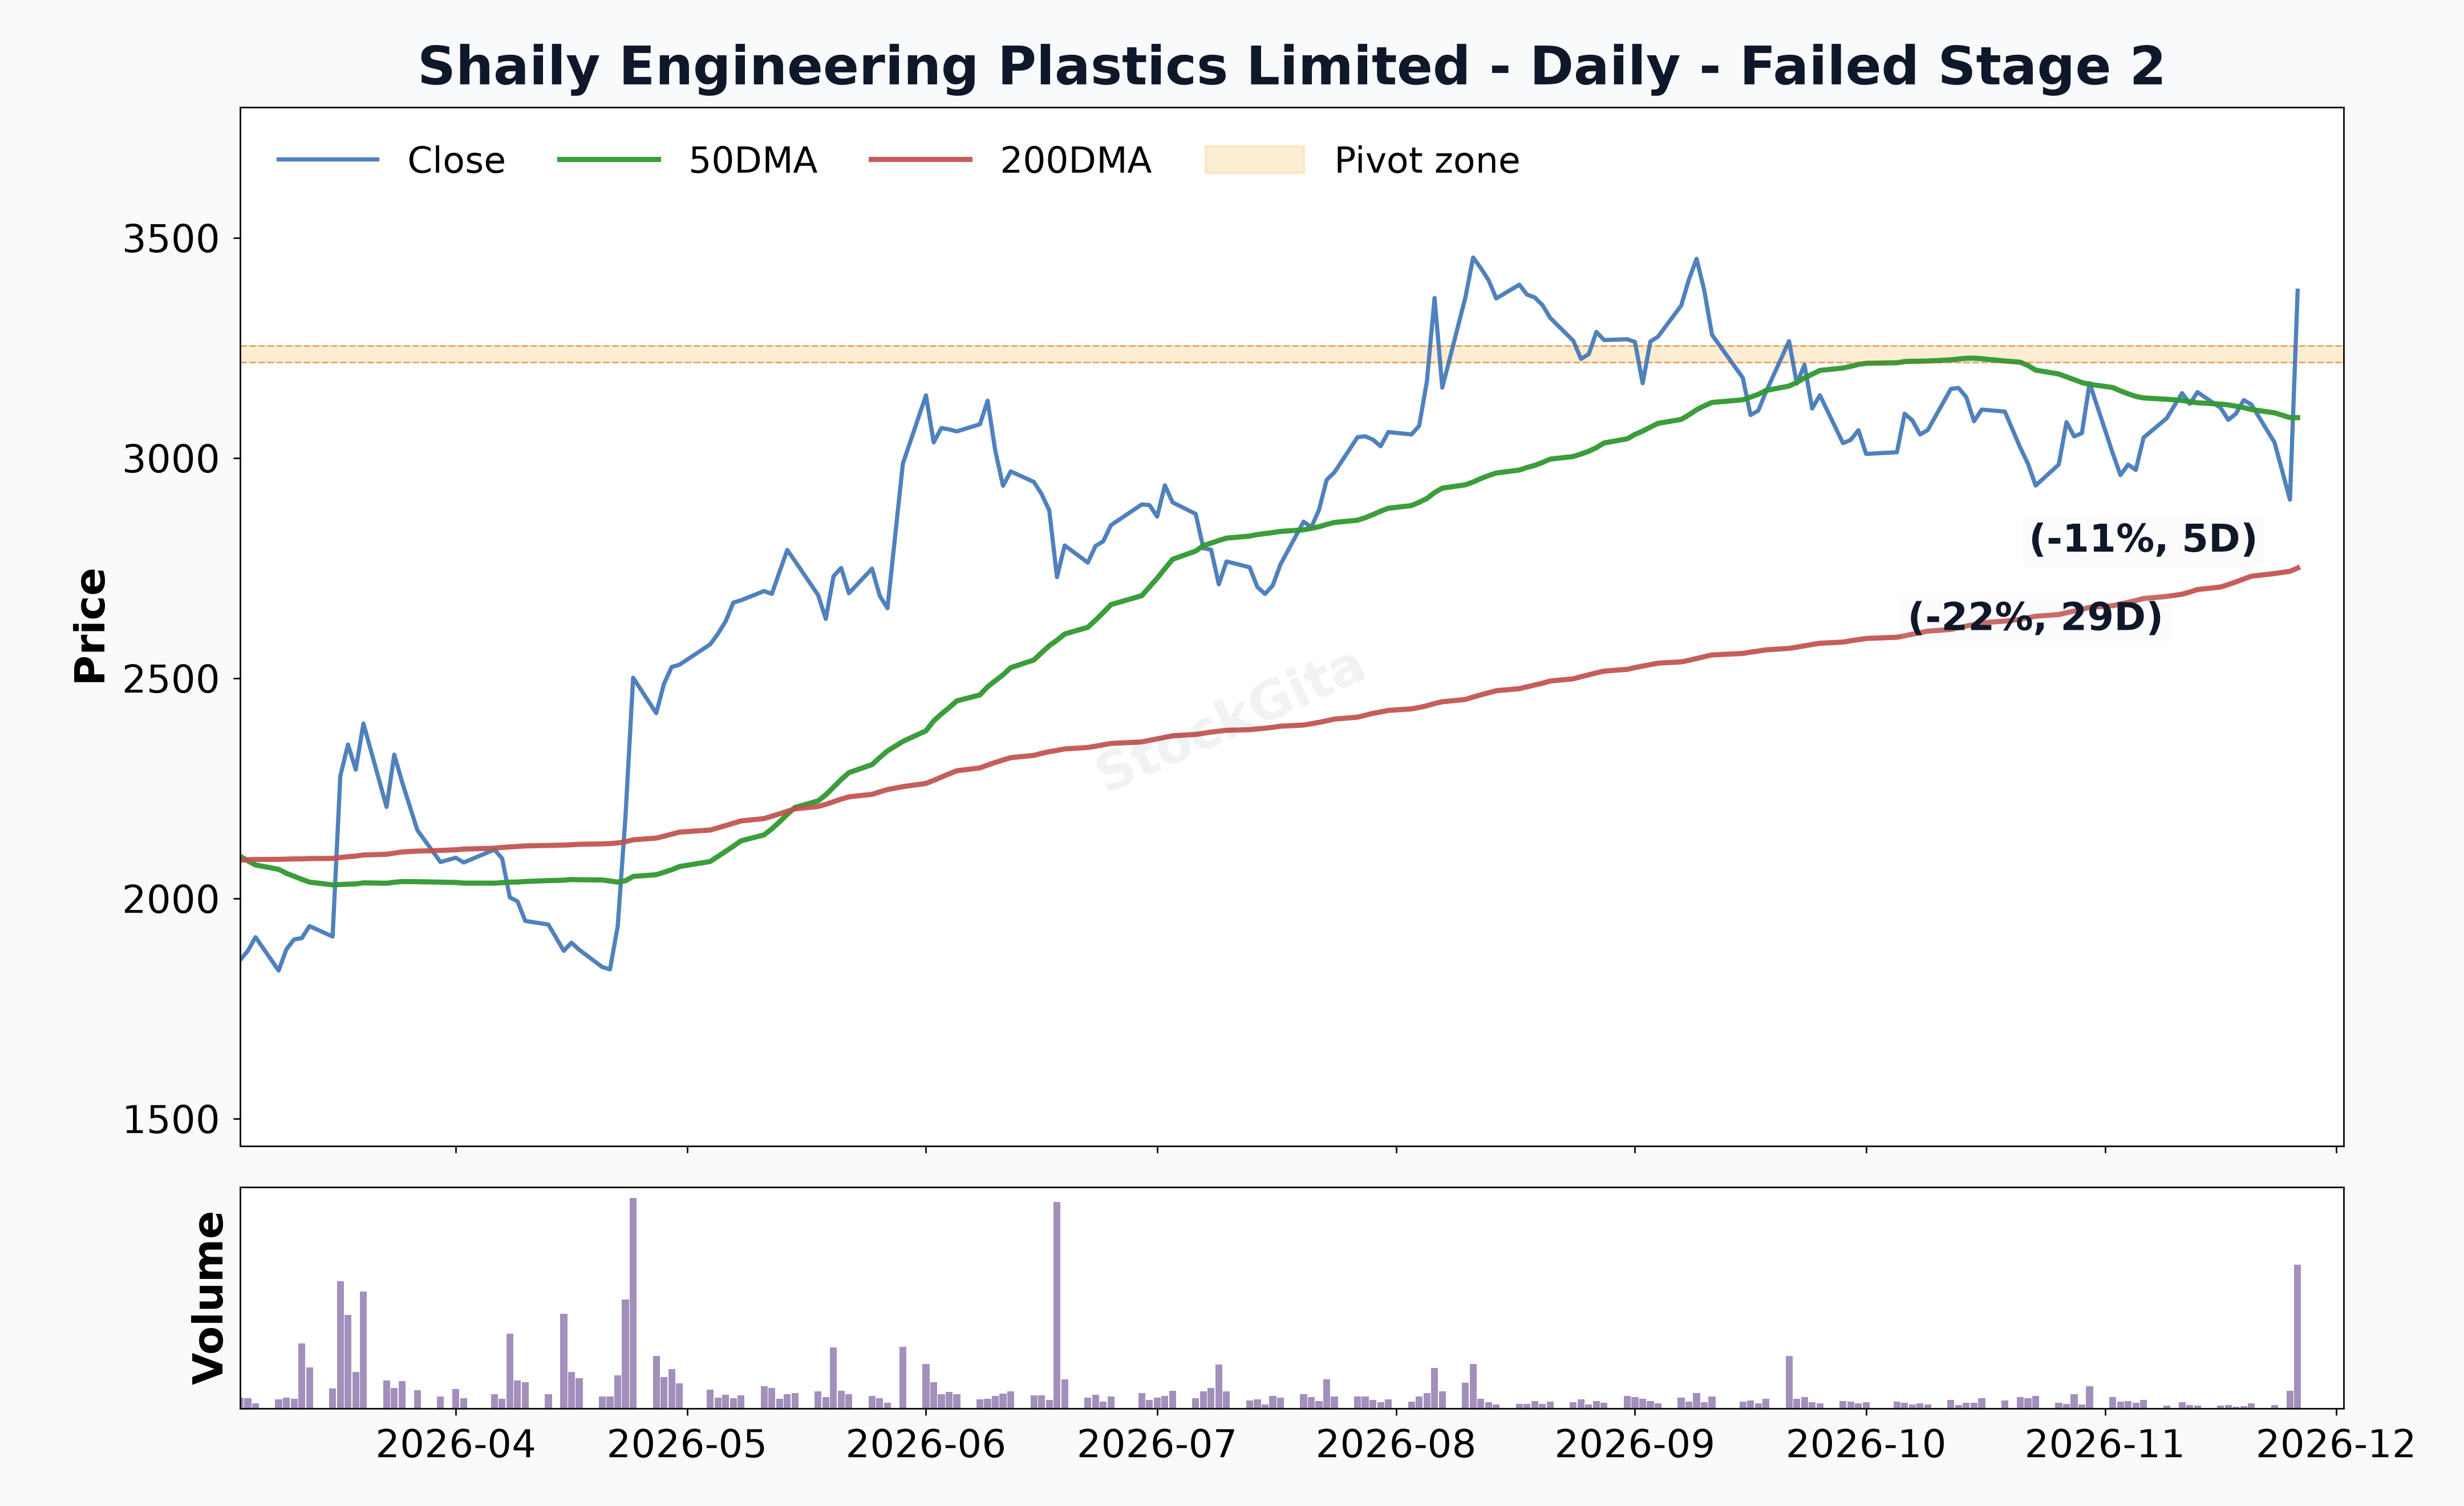 Shaily Engineering Plastics Limited - Daily - Failed Stage 2
Close 50DMA 200DMA Pivot zone
3500
3000
2500
2000
1500
Price
(-11%, 5D)
(-22%, 29D)
StockGita
Volume
2026-04 2026-05 2026-06 2026-07 2026-08 2026-09 2026-10 2026-11 2026-12